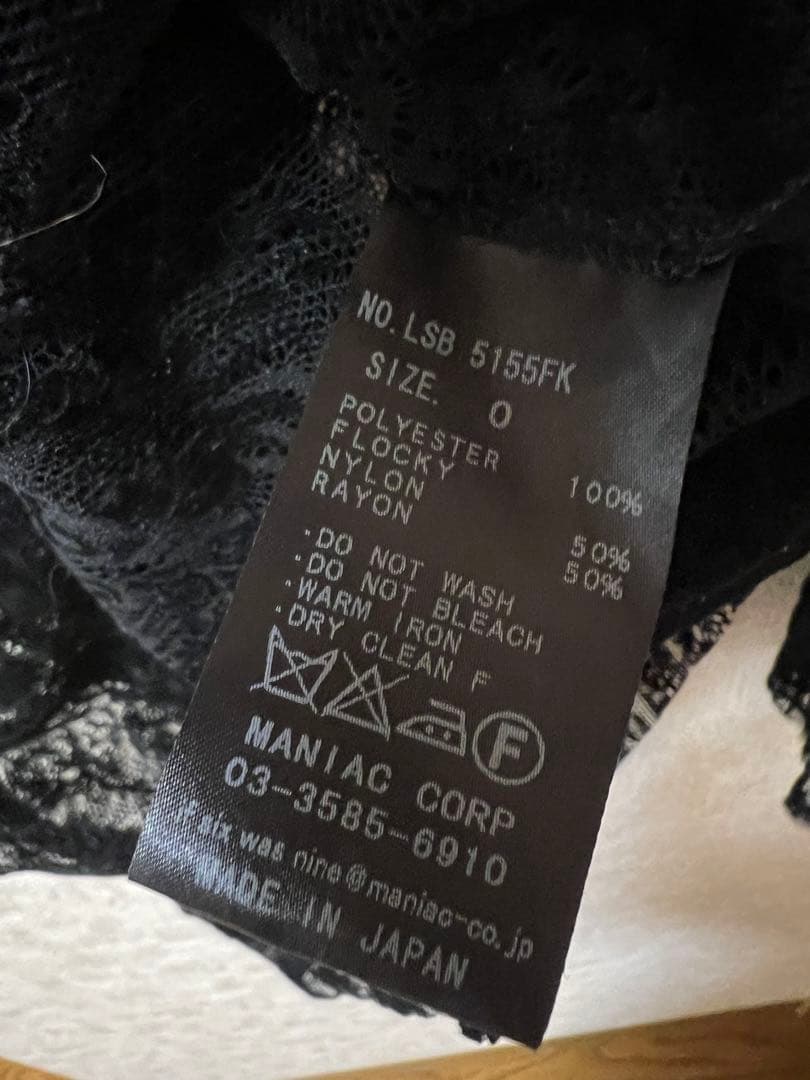 NO. LSB 5155FK
SIZE. 0
POLYESTER 100%
FLOCKY
NYLON 50%
RAYON 50%
·DO NOT WASH
·DO NOT BLEACH
·WARM IRON
·DRY CLEAN F
F
MANIAC CORP
03-3585-6910
if six was nine@maniac-co.jp
MADE IN JAPAN